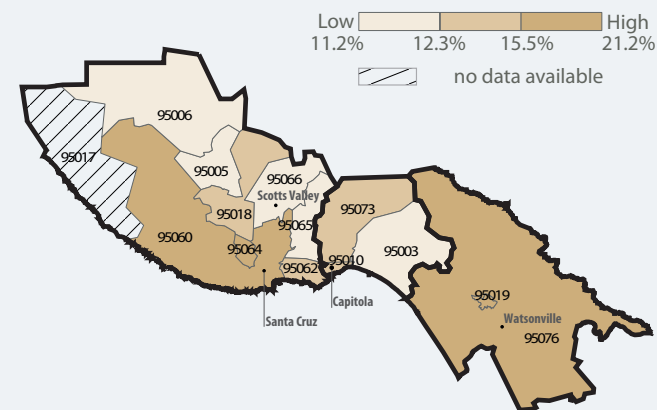 Low High
11.2% 12.3% 15.5% 21.2%
no data available
95006
95017
95005
95066
Scotts Valley
95018
95073
95065
95060
95064
95003
95062
95010
Capitola
Santa Cruz
95019
Watsonville
95076